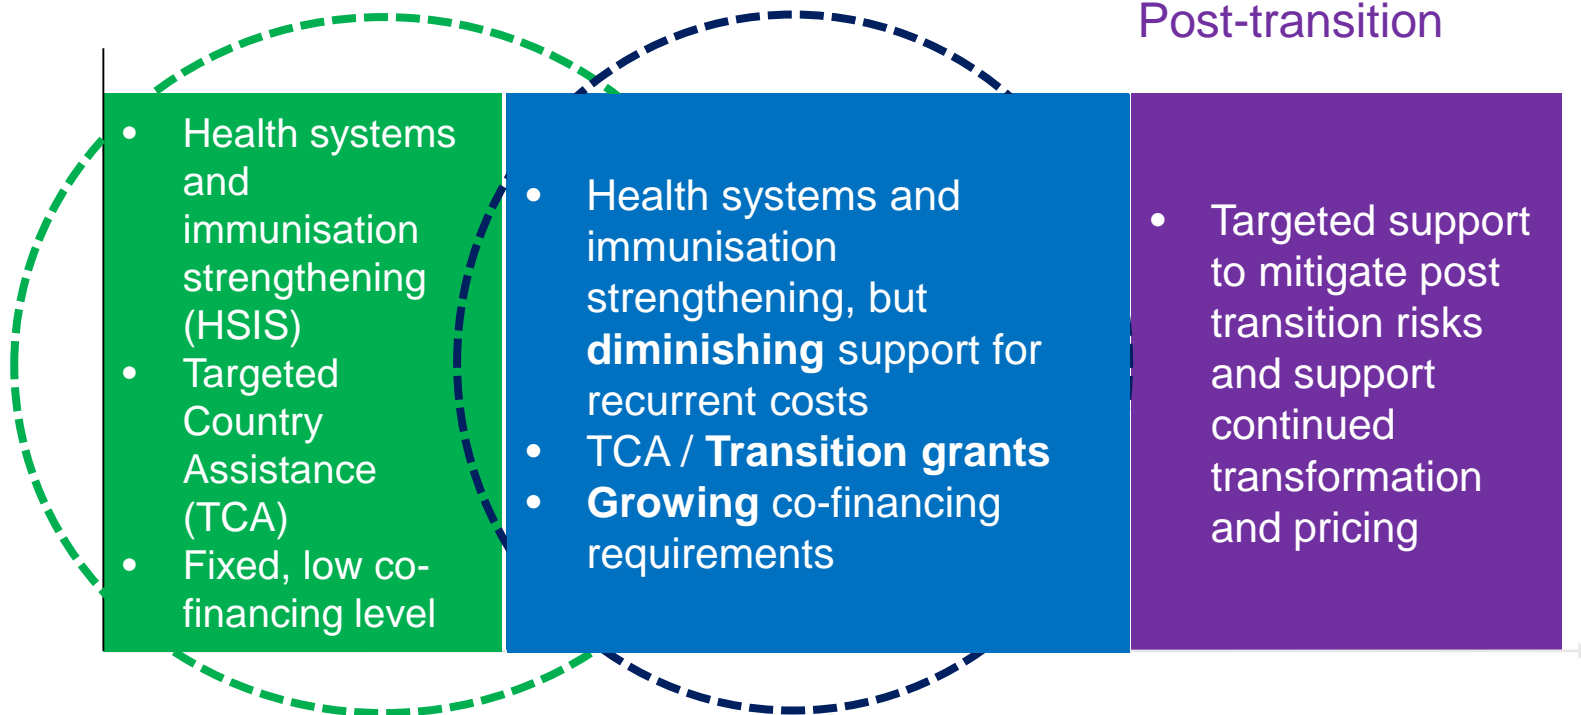 Post-transition
• Health systems
and
immunisation
strengthening
(HSIS)
• Targeted
Country
Assistance
(TCA)
• Fixed, low co-
financing level
• Health systems and
immunisation
strengthening, but
diminishing support for
recurrent costs
• TCA / Transition grants
• Growing co-financing
requirements
• Targeted support
to mitigate post
transition risks
and support
continued
transformation
and pricing